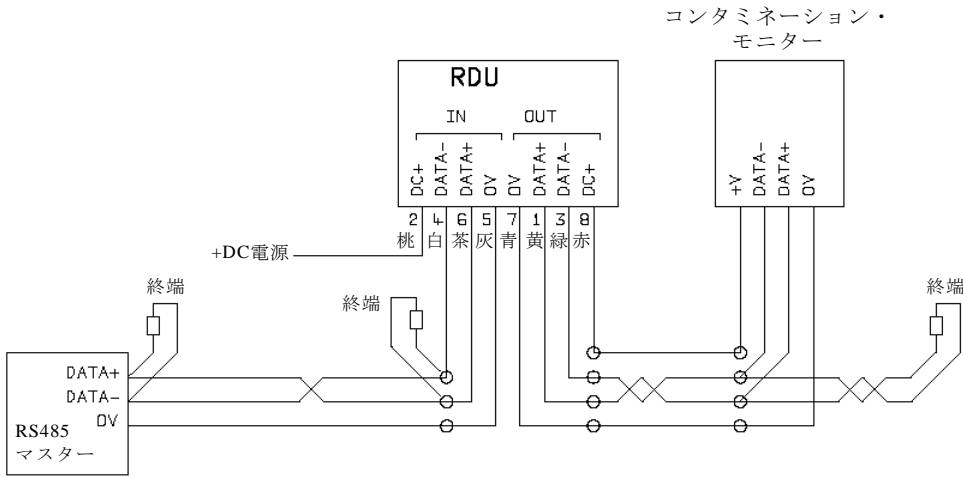 コンタミネーション・
モニター
RDU
IN OUT
DC+ DATA- DATA+ 0V 0V DATA+ DATA- DC+
+V DATA- DATA+ 0V
2 4 6 5 7 1 3 8
桃 白 茶 灰 青 黄 緑 赤
+DC電源
終端
終端
終端
DATA+
DATA-
0V
RS485
マスター